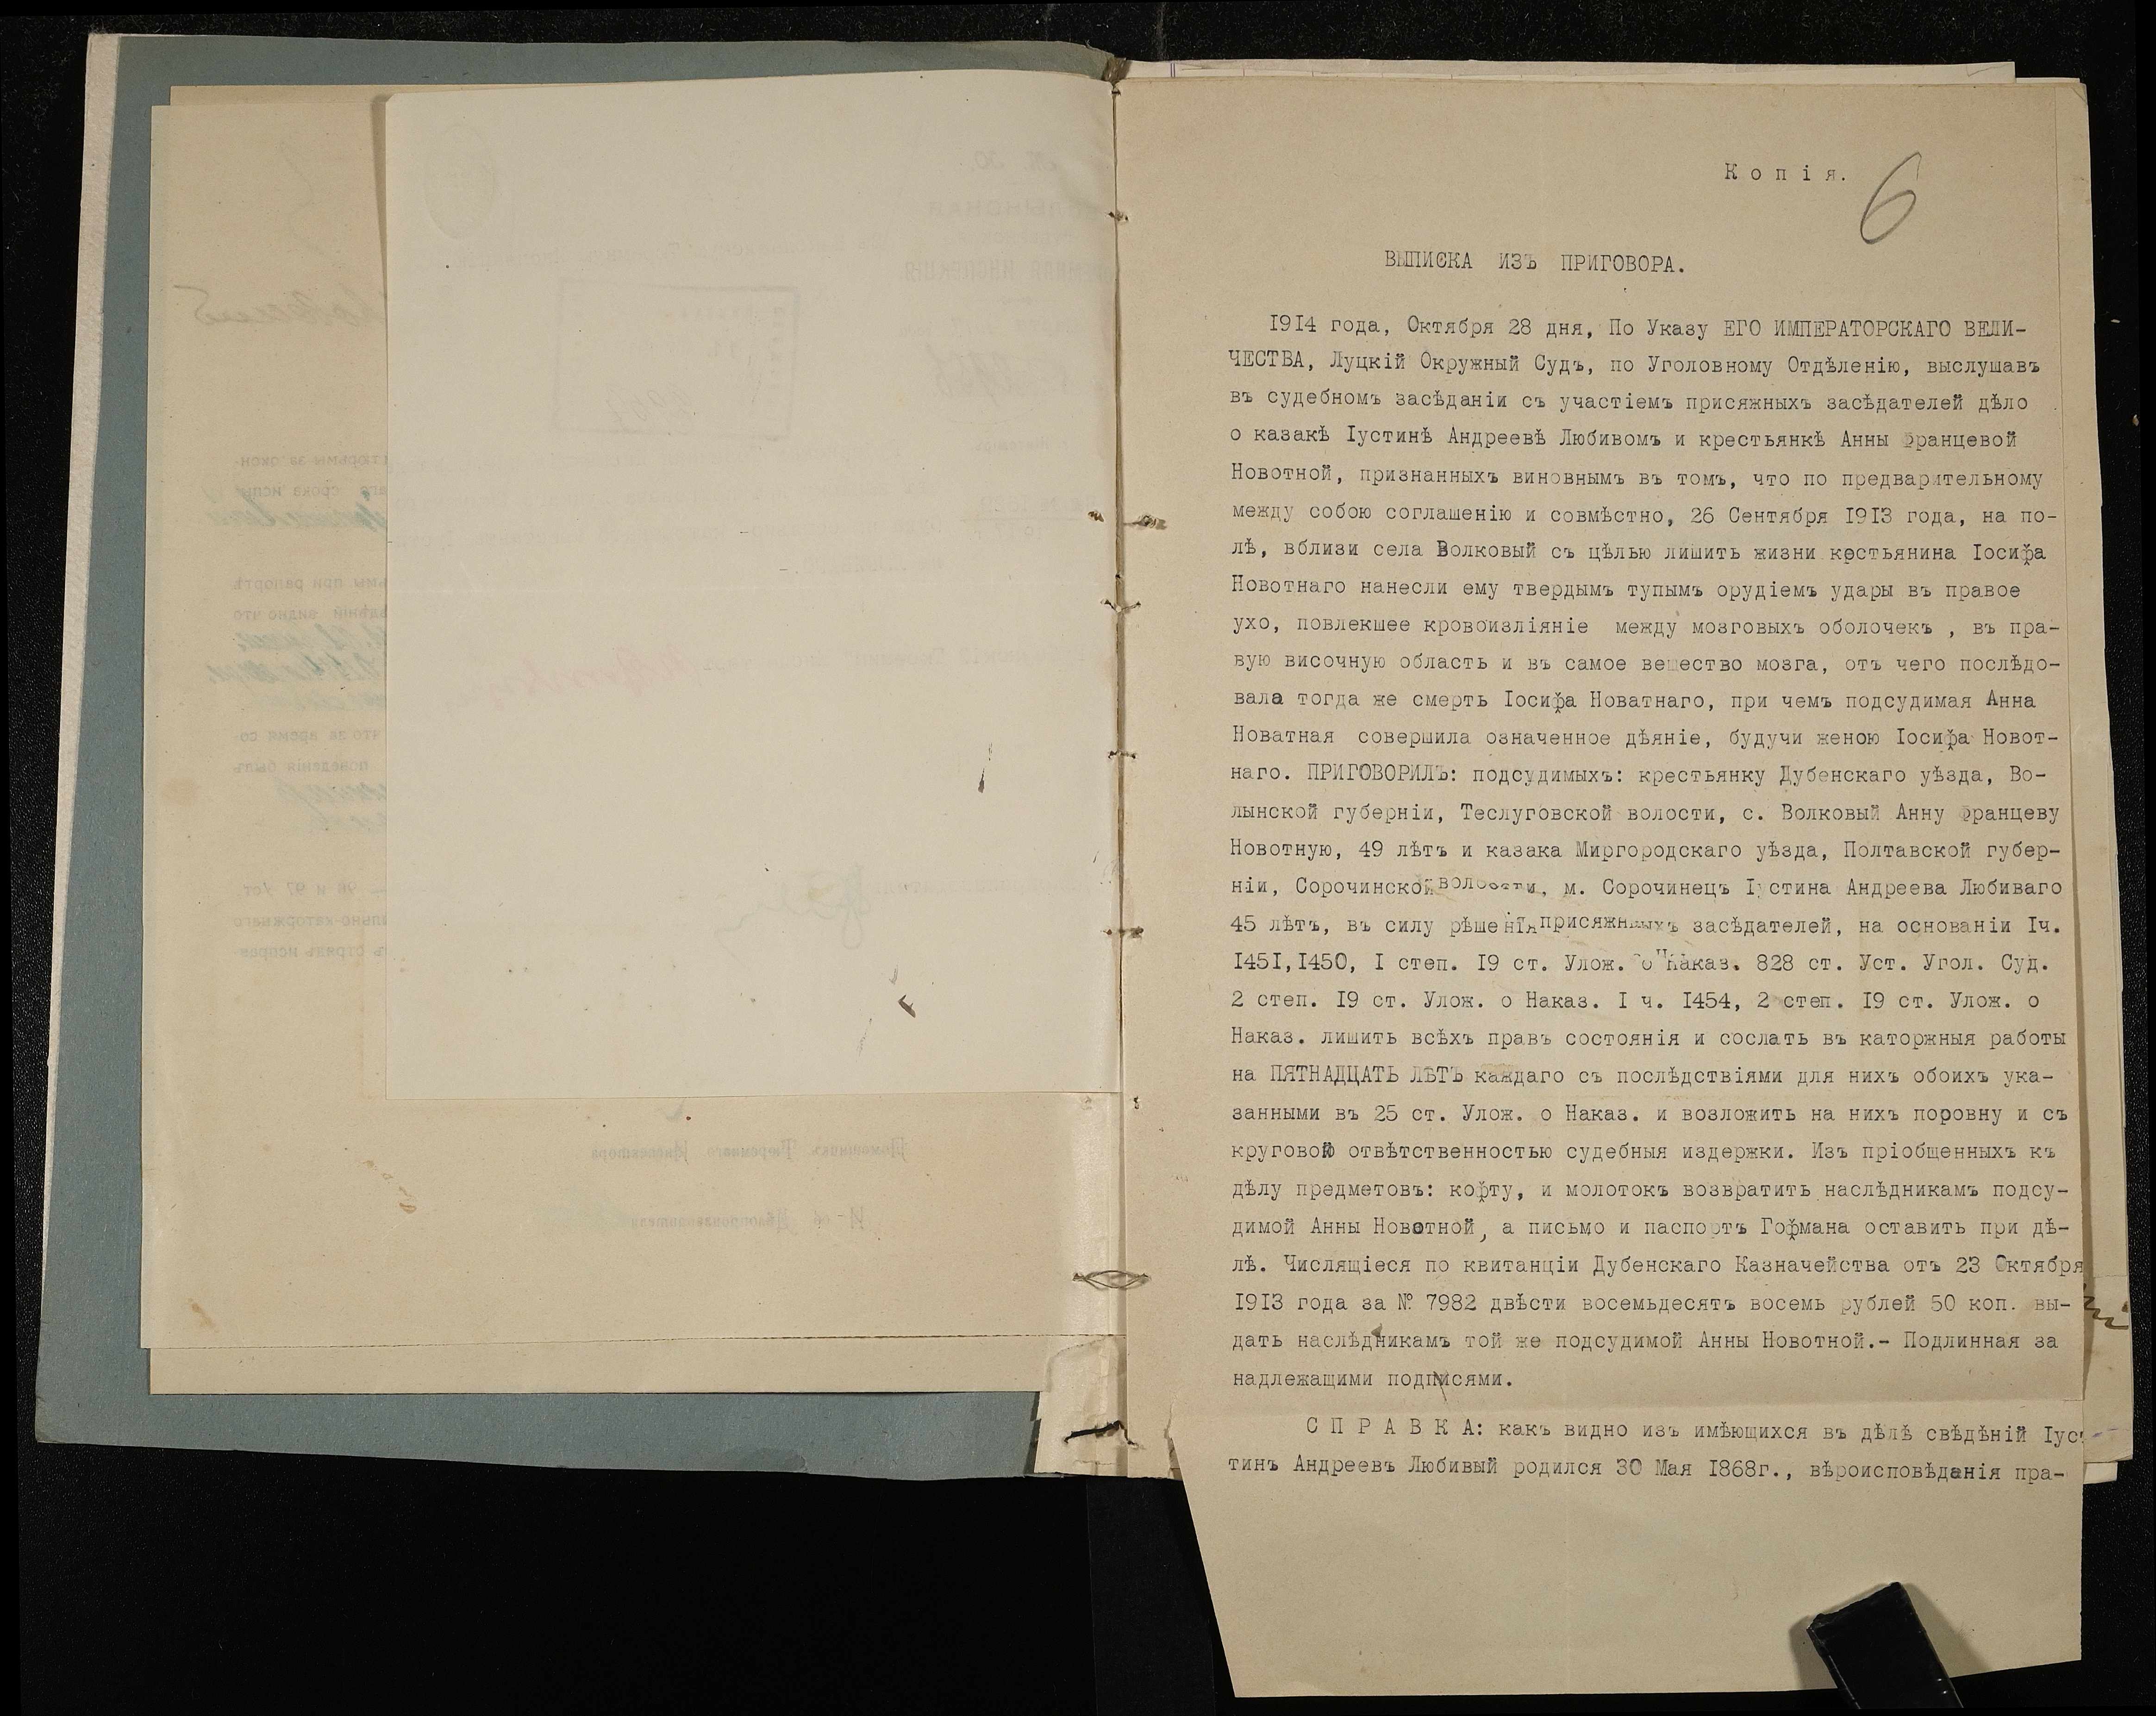 Копія.
6
ВЫПИСКА ИЗЪ ПРИГОВОРА.
1914 года, Октября 28 дня, По Указу ЕГО ИМПЕРАТОРСКАГО ВЕЛИ-
ЧЕСТВА, Луцкій Окружный Судъ, по Уголовному Отдѣленію, выслушавъ
въ судебномъ засѣданіи съ участіемъ присяжныхъ засѣдателей дѣло
о казакѣ Іустинѣ Андреевѣ Любивомъ и крестьянкѣ Анны Францевой
Новотной, признанныхъ виновнымъ въ томъ, что по предварительному
между собою соглашенію и совмѣстно, 26 Сентября 1913 года, на по-
лѣ, вблизи села Волковый съ цѣлью лишить жизни крстьянина Іосифа
Новотнаго нанесли ему твердымъ тупымъ орудіемъ удары въ правое
ухо, повлекшее кровоизліяніе между мозговыхъ оболочекъ , въ пра-
вую височную область и въ самое вещество мозга, отъ чего послѣдо-
вала тогда же смерть Іосифа Новатнаго, при чемъ подсудимая Анна
Новатная совершила означенное дѣяніе, будучи женою Іосифа Новот-
наго. ПРИГОВОРИЛЪ: подсудимыхъ: крестьянку Дубенскаго уѣзда, Во-
лынской губерніи, Теслуговской волости, с. Волковый Анну Францеву
Новотную, 49 лѣтъ и казака Миргородскаго уѣзда, Полтавской губер-
ніи, Сорочинской волости, м. Сорочинецъ Іустина Андреева Любиваго
45 лѣтъ, въ силу рѣшенія присяжныхъ засѣдателей, на основаніи Iч.
1451,1450, I степ. 19 ст. Улож. о Наказ. 828 ст. Уст. Угол. Суд.
2 степ. 19 ст. Улож. о Наказ. I ч. 1454, 2 степ. 19 ст. Улож. о
Наказ. лишить всѣхъ правъ состоянія и сослать въ каторжныя работы
на ПЯТНАДЦАТЬ ЛѢТЪ каждаго съ послѣдствіями для нихъ обоихъ ука-
занными въ 25 ст. Улож. о Наказ. и возложить на нихъ поровну и съ
круговой отвѣтственностью судебныя издержки. Изъ пріобщенныхъ къ
дѣлу предметовъ: кофту, и молотокъ возвратить наслѣдникамъ подсу-
димой Анны Новотной, а письмо и паспортъ Гофмана оставить при дѣ-
лѣ. Числящіеся по квитанціи Дубенскаго Казначейства отъ 23 Октября
1913 года за № 7982 двѣсти восемьдесятъ восемь рублей 50 коп. вы-
дать наслѣдникамъ той же подсудимой Анны Новотной.- Подлинная за
надлежащими подписями.
С П Р А В К А: какъ видно изъ имѣющихся въ дѣлѣ свѣдѣній Іус-
тинъ Андреевъ Любивый родился 30 Мая 1868г., вѣроисповѣданія пра-